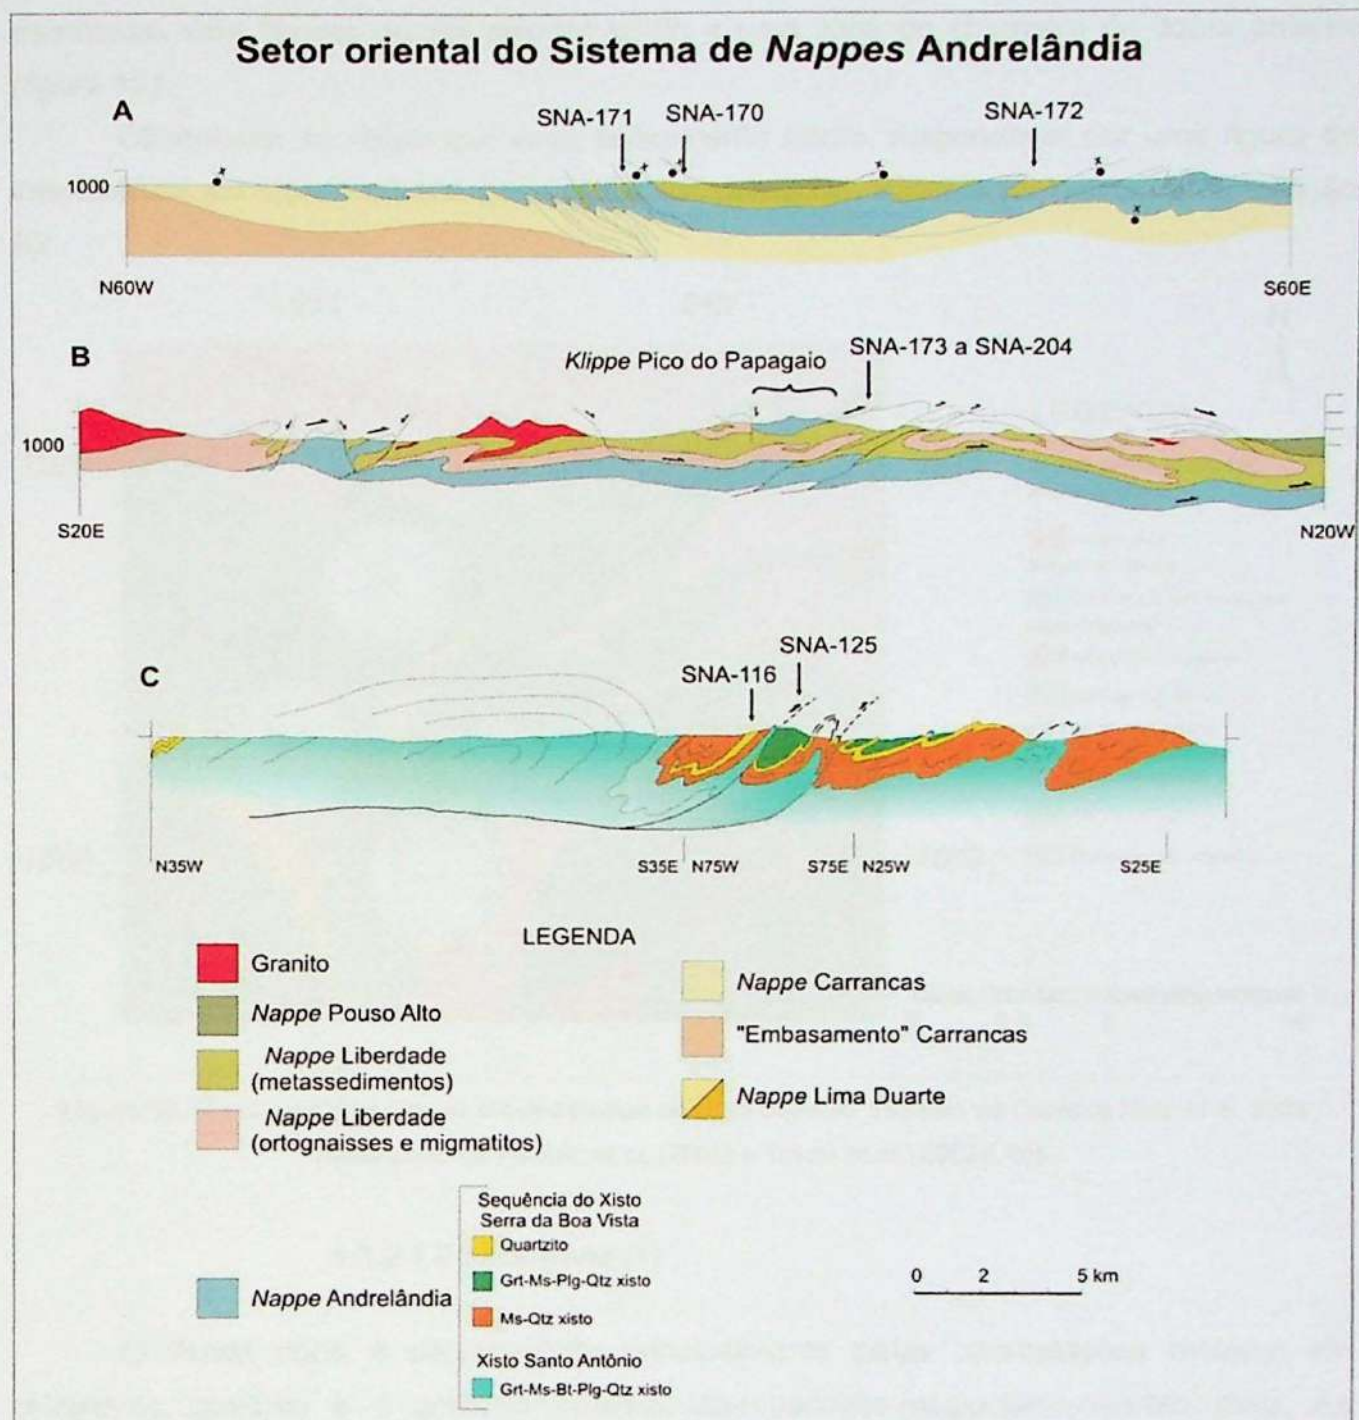 Setor oriental do Sistema de Nappes Andrelândia
A
SNA-171 SNA-170 SNA-172
1000
N60W S60E
B
Klippe Pico do Papagaio SNA-173 a SNA-204
1000
S20E N20W
C
SNA-125
SNA-116
N35W S35E N75W S75E N25W S25E
LEGENDA
Granito
Nappe Pouso Alto
Nappe Liberdade
(metassedimentos)
Nappe Liberdade
(ortognaisses e migmatitos)
Nappe Carrancas
"Embasamento" Carrancas
Nappe Lima Duarte
Nappe Andrelândia
Sequência do Xisto
Serra da Boa Vista
Quartzito
Grt-Ms-Plg-Qtz xisto
Ms-Qtz xisto
Xisto Santo Antônio
Grt-Ms-Bt-Plg-Qtz xisto
0 2 5 km